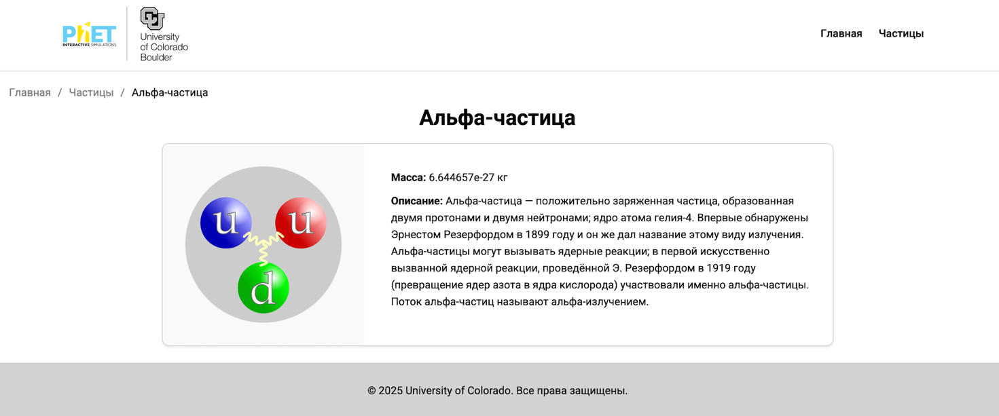 PhET
INTERACTIVE SIMULATIONS
CU
University
of Colorado
Boulder
Главная Частицы
Главная / Частицы / Альфа-частица
Альфа-частица
u u
d
Масса: 6.644657e-27 кг
Описание: Альфа-частица — положительно заряженная частица, образованная
двумя протонами и двумя нейтронами; ядро атома гелия-4. Впервые обнаружены
Эрнестом Резерфордом в 1899 году и он же дал название этому виду излучения.
Альфа-частицы могут вызывать ядерные реакции; в первой искусственно
вызванной ядерной реакции, проведённой Э. Резерфордом в 1919 году
(превращение ядер азота в ядра кислорода) участвовали именно альфа-частицы.
Поток альфа-частиц называют альфа-излучением.
© 2025 University of Colorado. Все права защищены.